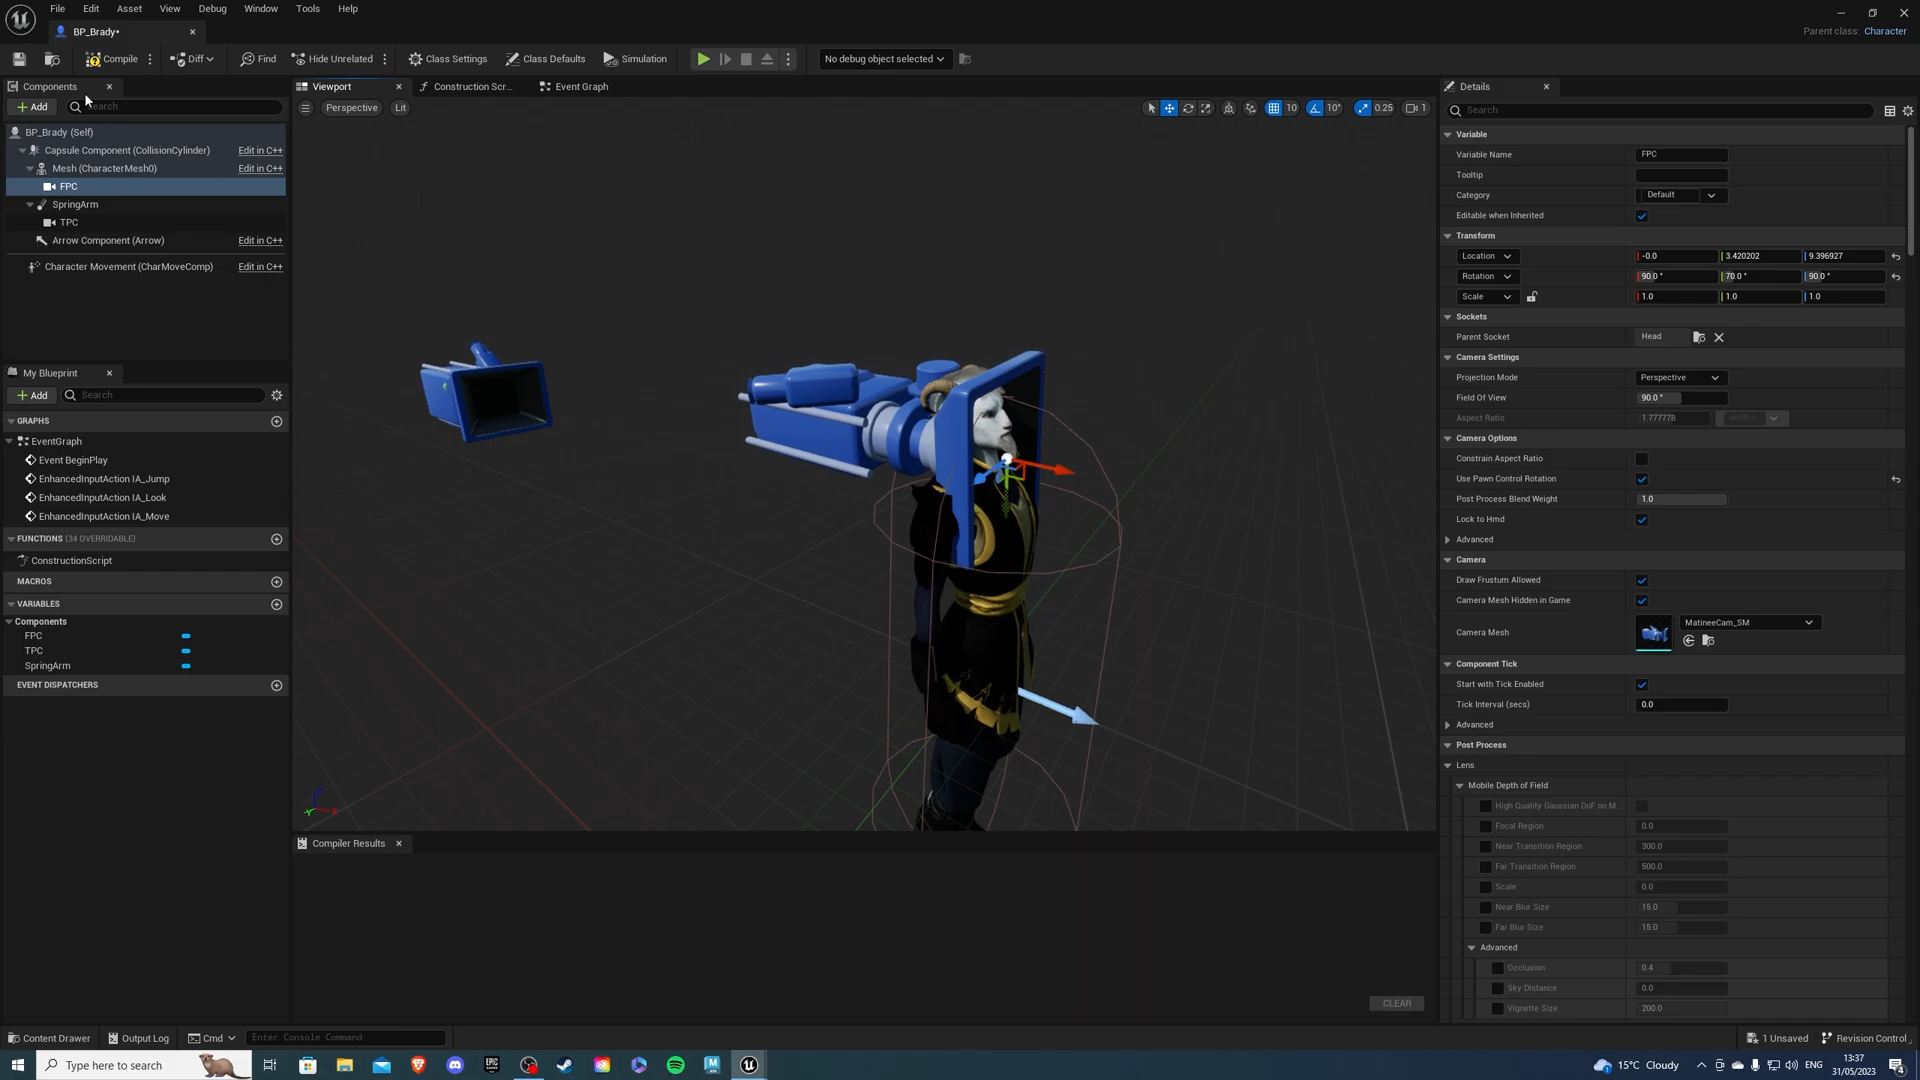 File Edit Asset View Debug Window Tools Help
BP_Brady*
Parent class: Character
Compile Diff Find Hide Unrelated Class Settings Class Defaults Simulation No debug object selected
Components
Add Search
BP_Brady (Self)
Capsule Component (CollisionCylinder) Edit in C++
Mesh (CharacterMesh0) Edit in C++
FPC
SpringArm
TPC
Arrow Component (Arrow) Edit in C++
Character Movement (CharMoveComp) Edit in C++
My Blueprint
Add Search
GRAPHS
EventGraph
Event BeginPlay
EnhancedInputAction IA_Jump
EnhancedInputAction IA_Look
EnhancedInputAction IA_Move
FUNCTIONS (34 OVERRIDABLE)
ConstructionScript
MACROS
VARIABLES
Components
FPC
TPC
SpringArm
EVENT DISPATCHERS
Viewport Construction Scr... Event Graph
Perspective Lit
10 10° 0.25 1
Compiler Results
CLEAR
Details
Search
Variable
Variable Name FPC
Tooltip
Category Default
Editable when Inherited
Transform
Location -0.0 3.420202 9.396927
Rotation 90.0° 70.0° 90.0°
Scale 1.0 1.0 1.0
Sockets
Parent Socket Head
Camera Settings
Projection Mode Perspective
Field Of View 90.0°
Aspect Ratio 1.777778
Camera Options
Constrain Aspect Ratio
Use Pawn Control Rotation
Post Process Blend Weight 1.0
Lock to Hmd
Advanced
Camera
Draw Frustum Allowed
Camera Mesh Hidden in Game
Camera Mesh MatineeCam_SM
Component Tick
Start with Tick Enabled
Tick Interval (secs) 0.0
Advanced
Post Process
Lens
Mobile Depth of Field
High Quality Gaussian DoF on M...
Focal Region 0.0
Near Transition Region 300.0
Far Transition Region 500.0
Scale 0.0
Near Blur Size 15.0
Far Blur Size 15.0
Advanced
Occlusion 0.4
Sky Distance 0.0
Vignette Size 200.0
Content Drawer Output Log Cmd Enter Console Command
1 Unsaved Revision Control
Type here to search
15°C Cloudy ENG 13:37
31/05/2023